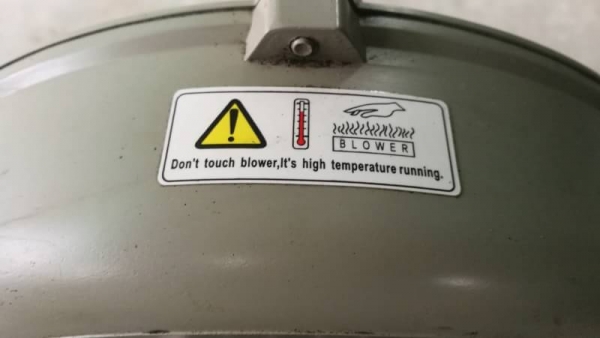 BLOWER
Don't touch blower,It's high temperature running.